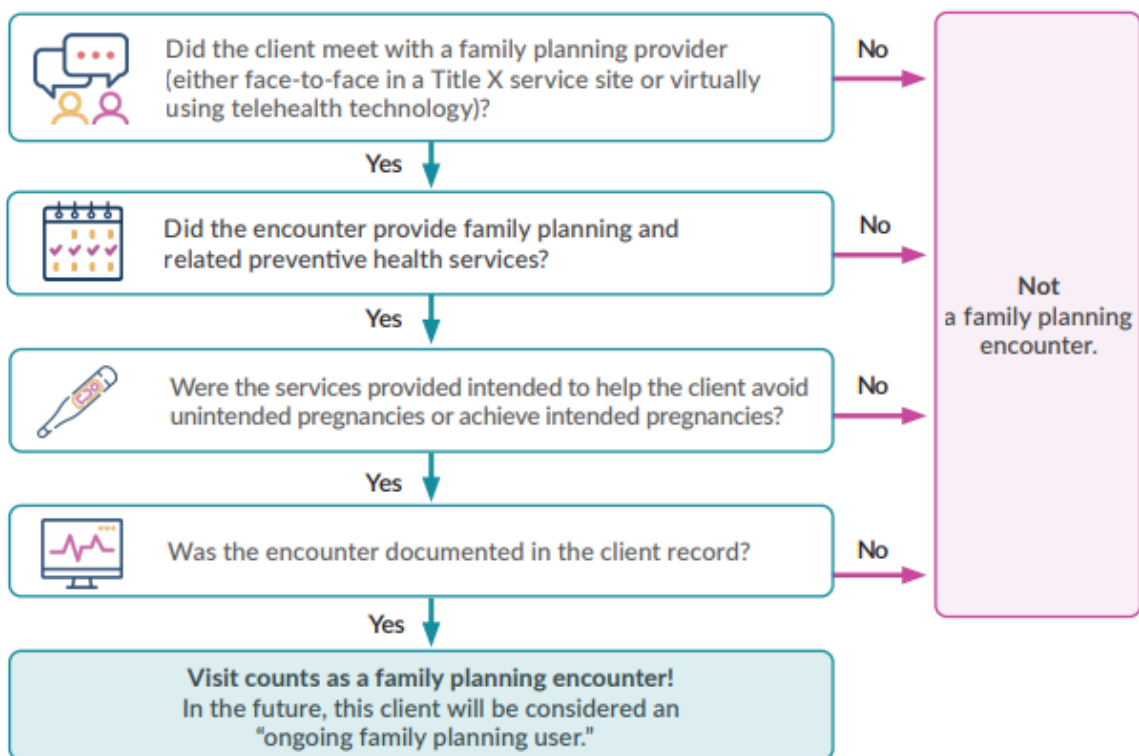 Did the client meet with a family planning provider
(either face-to-face in a Title X service site or virtually
using telehealth technology)?
No
Yes
Did the encounter provide family planning and
related preventive health services?
No
Yes
Were the services provided intended to help the client avoid
unintended pregnancies or achieve intended pregnancies?
No
Yes
Was the encounter documented in the client record?
No
Yes
Not
a family planning
encounter.
Visit counts as a family planning encounter!
In the future, this client will be considered an
“ongoing family planning user.”